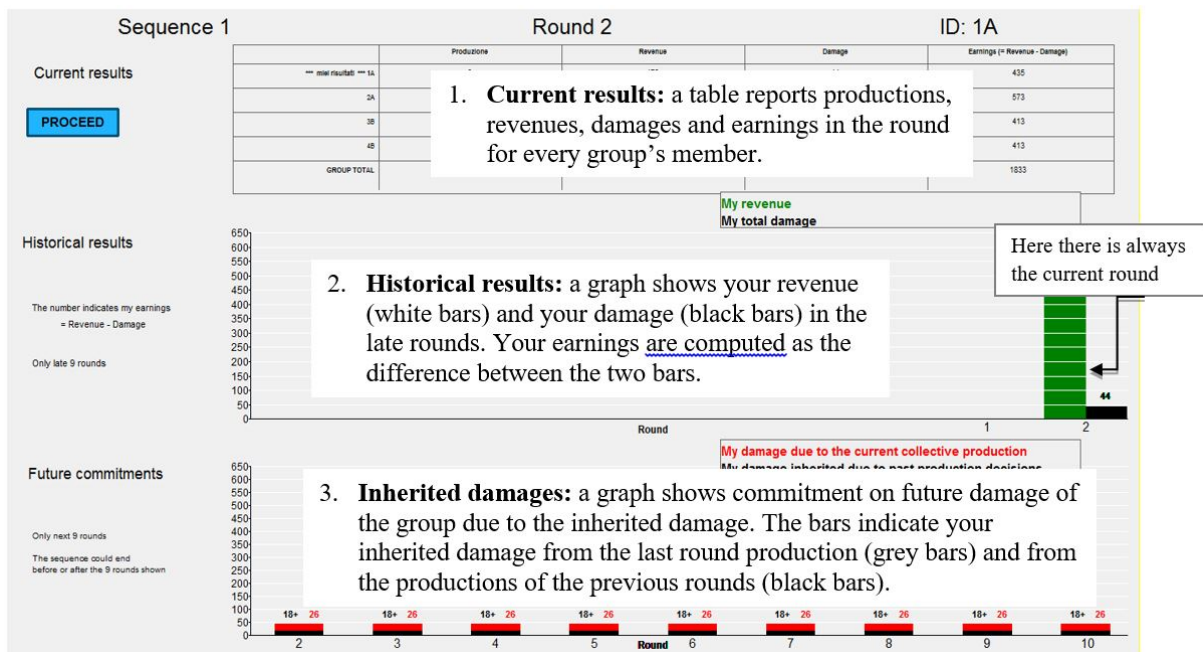 Sequence 1
Round 2
ID: 1A
Produzione
Revenue
Damage
Earnings (= Revenue - Damage)
Current results
*** miei risultati *** 1A
435
PROCEED
2A
573
3B
413
4B
413
GROUP TOTAL
1833
1. Current results: a table reports productions,
revenues, damages and earnings in the round
for every group's member.
My revenue
My total damage
Historical results
650
600
550
500
450
400
350
300
250
200
150
100
50
0
The number indicates my earnings
= Revenue - Damage
Only late 9 rounds
2. Historical results: a graph shows your revenue
(white bars) and your damage (black bars) in the
late rounds. Your earnings are computed as the
difference between the two bars.
Here there is always
the current round
44
Round
1
2
My damage due to the current collective production
My damage inherited due to past production decisions
Future commitments
650
600
550
500
450
400
350
300
250
200
150
100
50
0
Only next 9 rounds
The sequence could end
before or after the 9 rounds shown
3. Inherited damages: a graph shows commitment on future damage of
the group due to the inherited damage. The bars indicate your
inherited damage from the last round production (grey bars) and from
the productions of the previous rounds (black bars).
18+ 26
18+ 26
18+ 26
18+ 26
18+ 26
18+ 26
18+ 26
18+ 26
18+ 26
2
3
4
5
Round
6
7
8
9
10